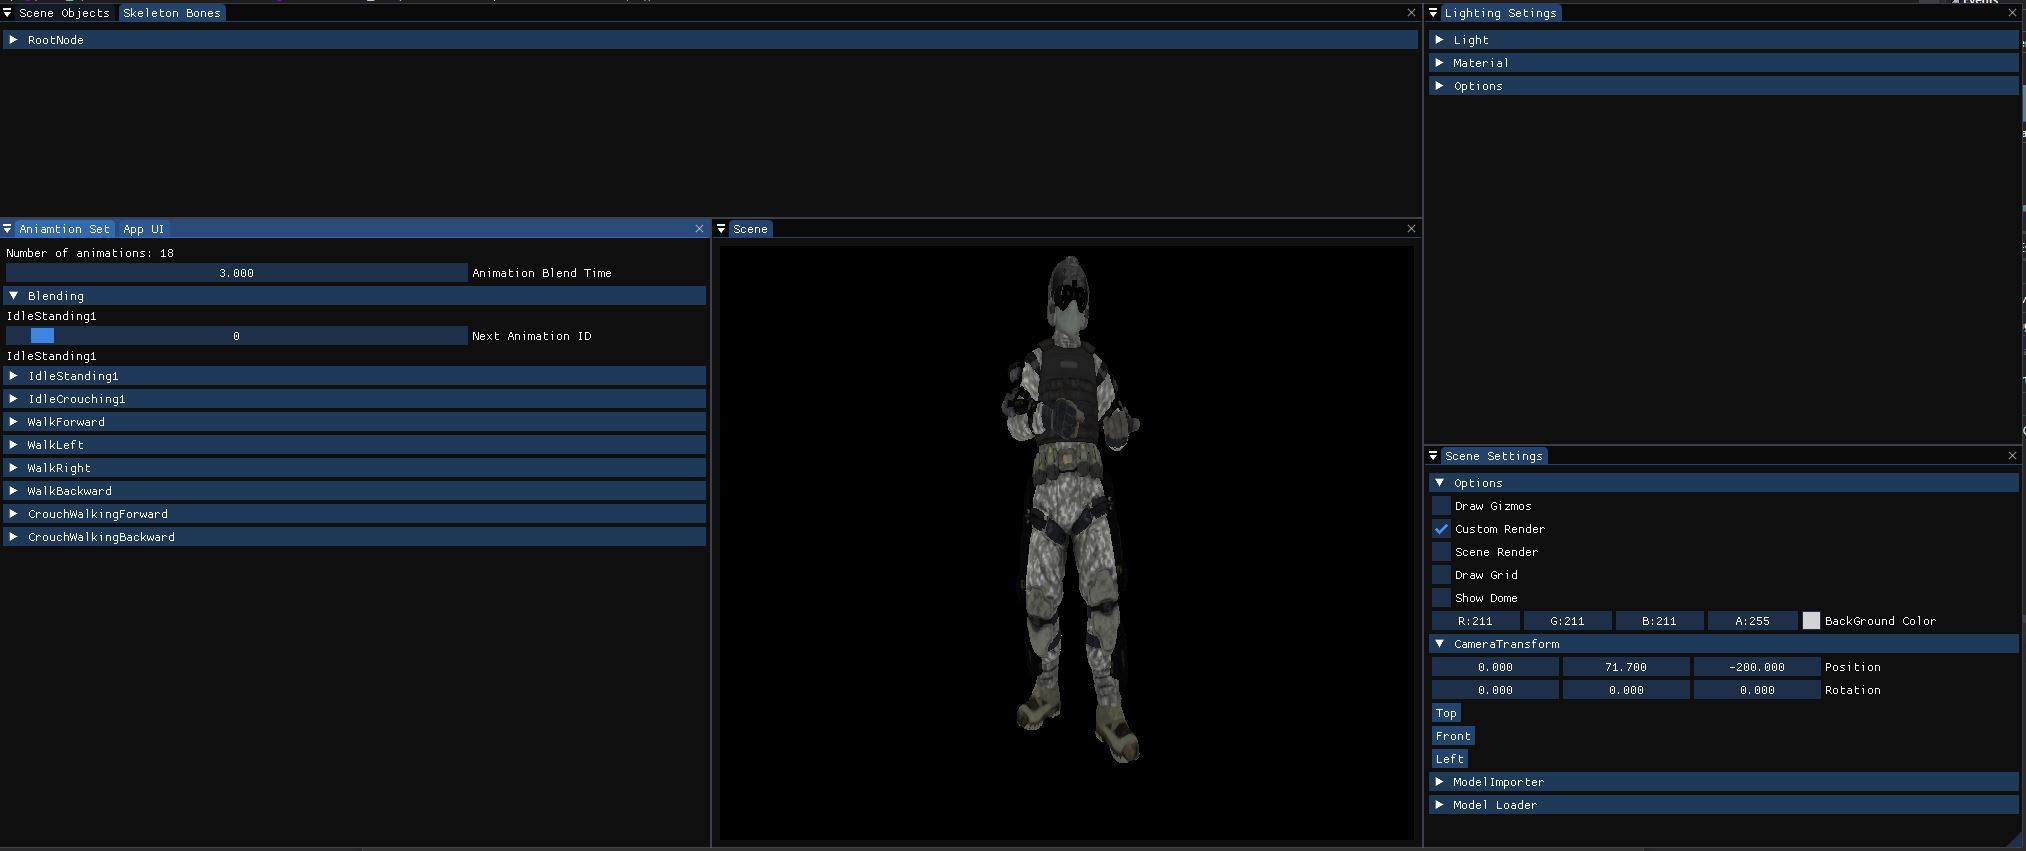 Scene Objects Skeleton Bones
RootNode
Aniamtion Set App UI
Number of animations: 18
3.000 Animation Blend Time
Blending
IdleStanding1
0 Next Animation ID
IdleStanding1
IdleStanding1
IdleCrouching1
WalkForward
WalkLeft
WalkRight
WalkBackward
CrouchWalkingForward
CrouchWalkingBackward
Scene
Lighting Setings
Light
Material
Options
Scene Settings
Options
Draw Gizmos
Custom Render
Scene Render
Draw Grid
Show Dome
R:211 G:211 B:211 A:255 BackGround Color
CameraTransform
0.000 71.700 -200.000 Position
0.000 0.000 0.000 Rotation
Top
Front
Left
ModelImporter
Model Loader